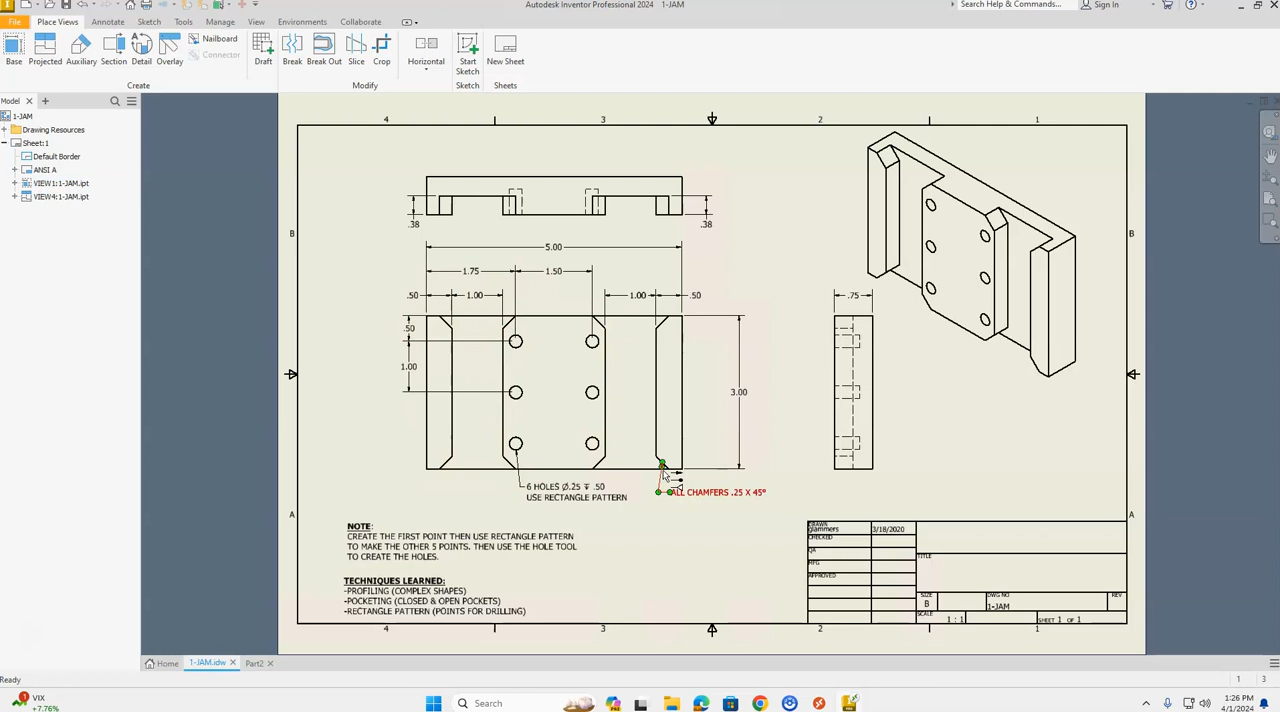 Autodesk Inventor Professional 2024 1-JAM
Search Help & Commands...
Sign In
File Place Views Annotate Sketch Tools Manage View Environments Collaborate
Base Projected Auxiliary Section Detail Overlay
Nailboard
Connector
Draft
Break Break Out Slice Crop
Horizontal
Start Sketch
New Sheet
Create Modify Sketch Sheets
Model
1-JAM
Drawing Resources
Sheet:1
Default Border
ANSI A
VIEW1:1-JAM.ipt
VIEW4:1-JAM.ipt
4 3 2 1
B B
.38 .38
5.00
1.75 1.50
.50 1.00 1.00 .50
.75
.50
1.00
3.00
6 HOLES Ø.25 ↧ .50
USE RECTANGLE PATTERN
ALL CHAMFERS .25 X 45°
A A
NOTE:
CREATE THE FIRST POINT THEN USE RECTANGLE PATTERN
TO MAKE THE OTHER 5 POINTS. THEN USE THE HOLE TOOL
TO CREATE THE HOLES.
TECHNIQUES LEARNED:
-PROFILING (COMPLEX SHAPES)
-POCKETING (CLOSED & OPEN POCKETS)
-RECTANGLE PATTERN (POINTS FOR DRILLING)
DRAWN
glammers 3/18/2020
CHECKED
QA
MFG
APPROVED
TITLE
SIZE
B
DWG NO
1-JAM
REV
SCALE
1 : 1
SHEET 1 OF 1
4 3 2 1
Home 1-JAM.idw Part2
Ready
1 3
1
VIX
+7.76%
Search
PRO
1:26 PM
4/1/2024